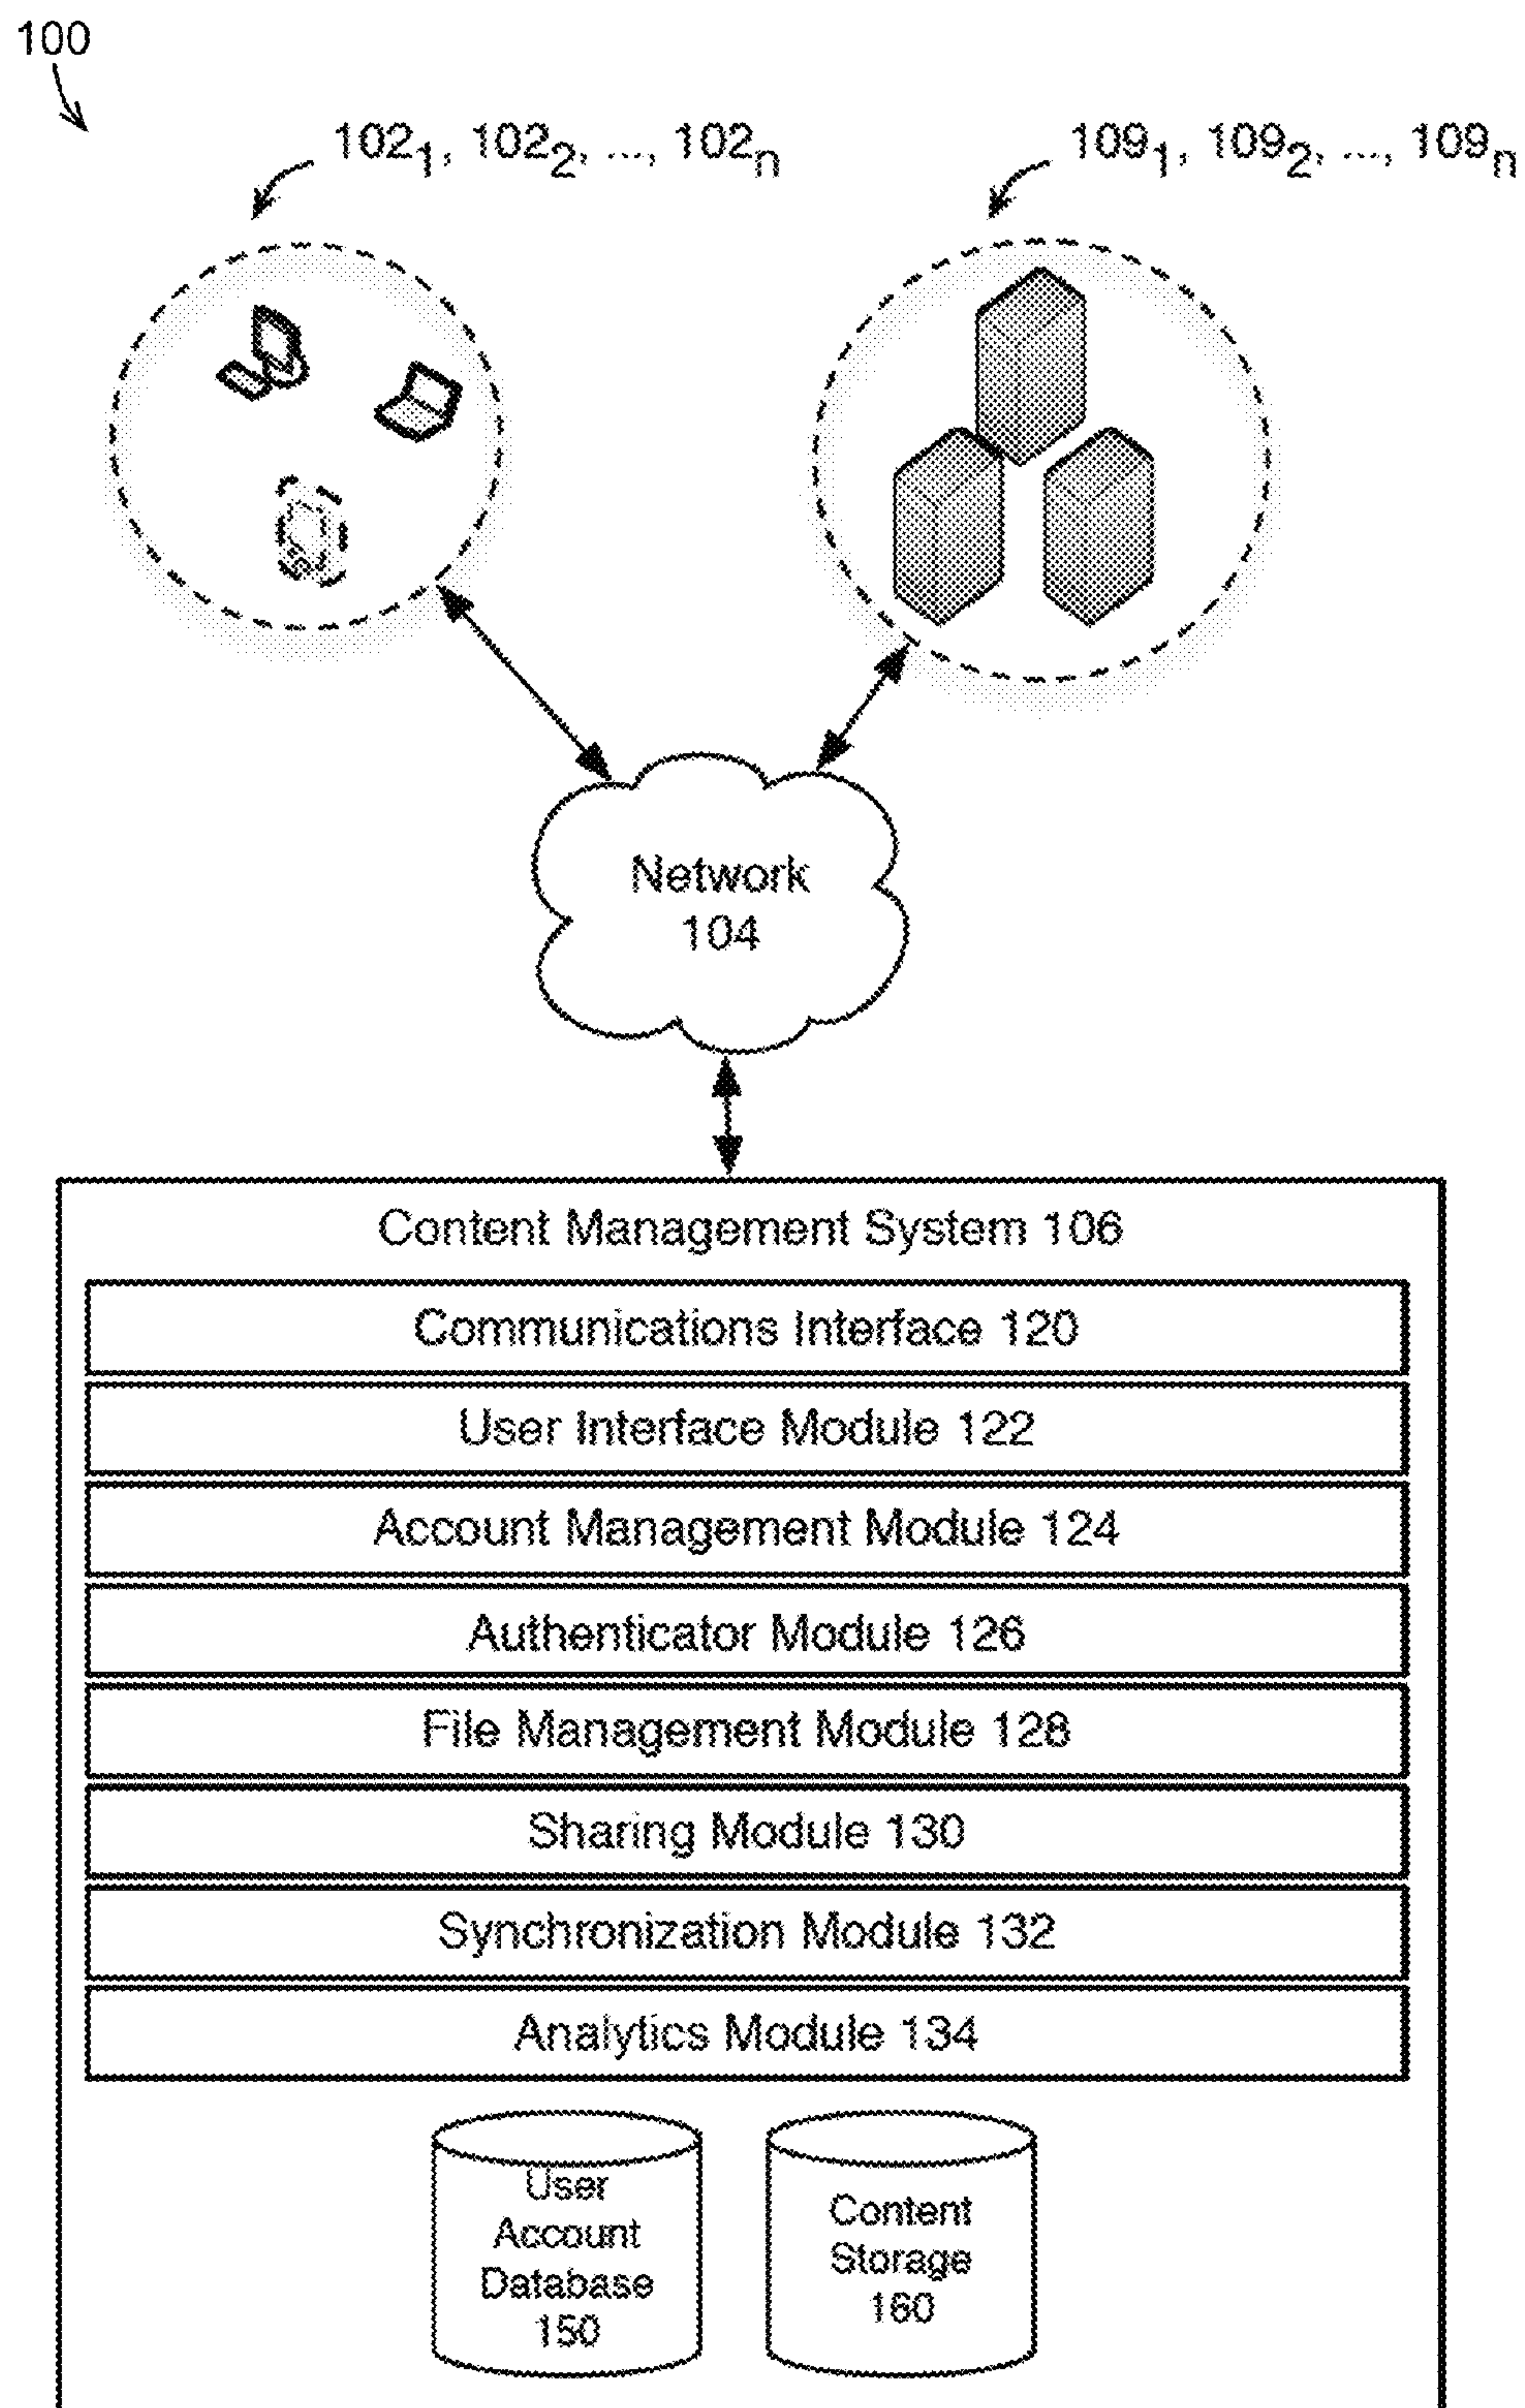 100
102₁, 102₂, ..., 102ₙ
109₁, 109₂, ..., 109ₙ
Network
104
Content Management System 106
Communications Interface 120
User Interface Module 122
Account Management Module 124
Authenticator Module 126
File Management Module 128
Sharing Module 130
Synchronization Module 132
Analytics Module 134
User
Account
Database
150
Content
Storage
160